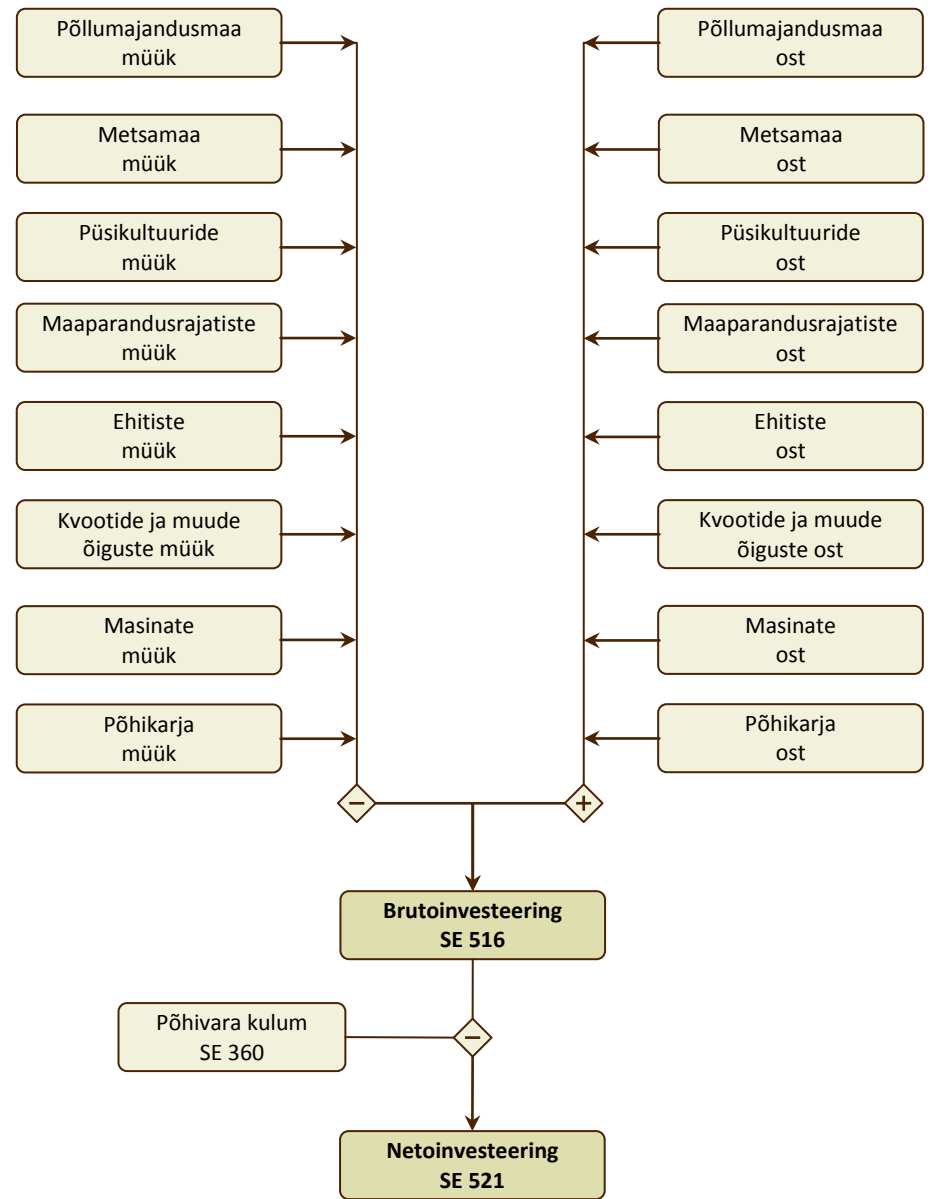 Põllumajandusmaa
müük
Põllumajandusmaa
ost
Metsamaa
müük
Metsamaa
ost
Püsikultuuride
müük
Püsikultuuride
ost
Maaparandusrajatiste
müük
Maaparandusrajatiste
ost
Ehitiste
müük
Ehitiste
ost
Kvootide ja muude
õiguste müük
Kvootide ja muude
õiguste ost
Masinate
müük
Masinate
ost
Põhikarja
müük
Põhikarja
ost
− +
Brutoinvesteering
SE 516
Põhivara kulum
SE 360
−
Netoinvesteering
SE 521